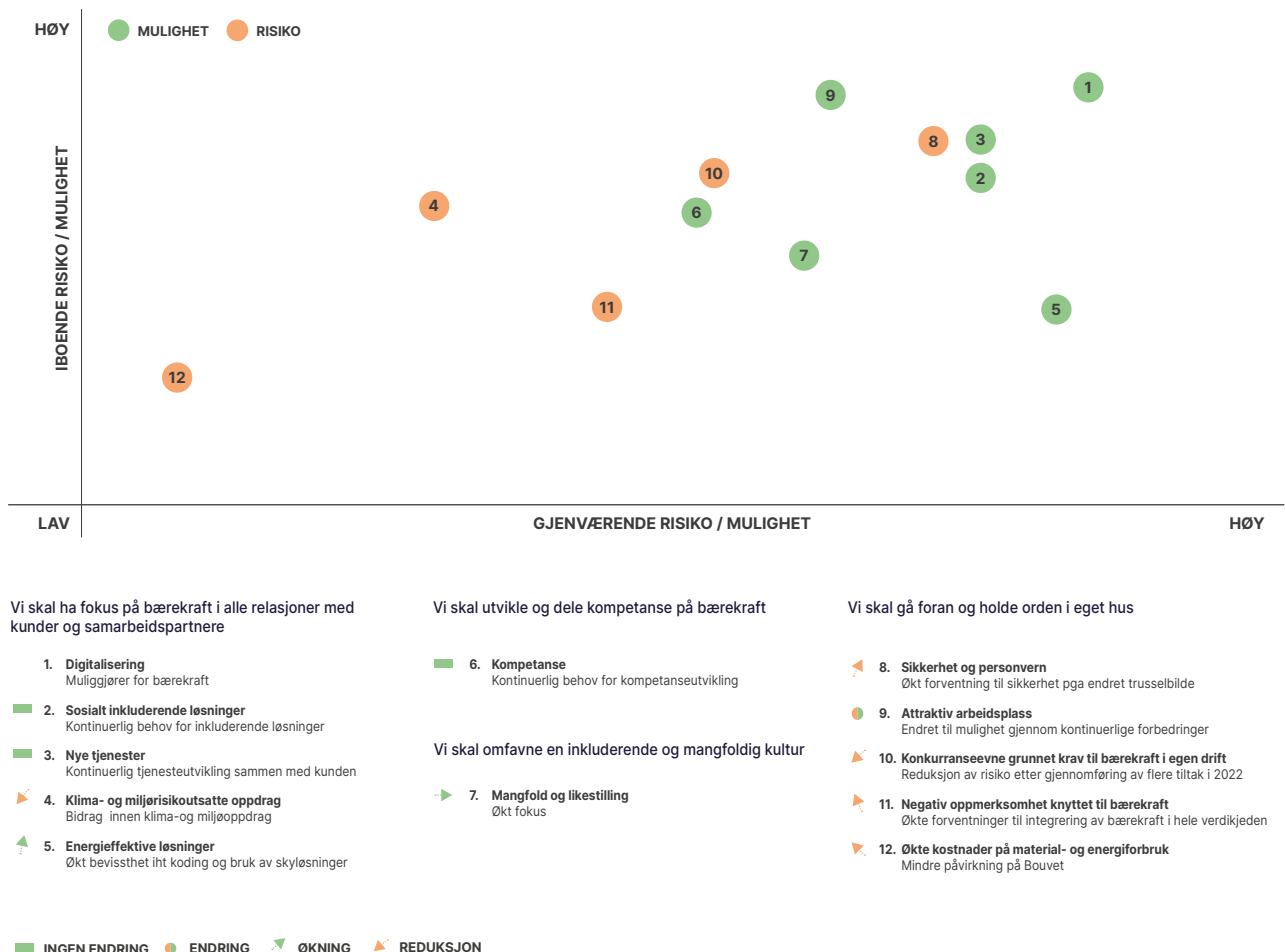 HØY
MULIGHET
RISIKO
IBOENDE RISIKO / MULIGHET
1
9
3
8
10
2
4
6
7
11
5
12
LAV
GJENVÆRENDE RISIKO / MULIGHET
HØY
Vi skal ha fokus på bærekraft i alle relasjoner med
kunder og samarbeidspartnere
1. Digitalisering
Muliggjører for bærekraft
2. Sosialt inkluderende løsninger
Kontinuerlig behov for inkluderende løsninger
3. Nye tjenester
Kontinuerlig tjenesteutvikling sammen med kunden
4. Klima- og miljørisikoutsatte oppdrag
Bidrag innen klima-og miljøoppdrag
5. Energieffektive løsninger
Økt bevissthet iht koding og bruk av skyløsninger
Vi skal utvikle og dele kompetanse på bærekraft
6. Kompetanse
Kontinuerlig behov for kompetanseutvikling
Vi skal omfavne en inkluderende og mangfoldig kultur
7. Mangfold og likestilling
Økt fokus
Vi skal gå foran og holde orden i eget hus
8. Sikkerhet og personvern
Økt forventning til sikkerhet pga endret trusselbilde
9. Attraktiv arbeidsplass
Endret til mulighet gjennom kontinuerlige forbedringer
10. Konkurranseevne grunnet krav til bærekraft i egen drift
Reduksjon av risiko etter gjennomføring av flere tiltak i 2022
11. Negativ oppmerksomhet knyttet til bærekraft
Økte forventninger til integrering av bærekraft i hele verdikjeden
12. Økte kostnader på material- og energiforbruk
Mindre påvirkning på Bouvet
INGEN ENDRING
ENDRING
ØKNING
REDUKSJON